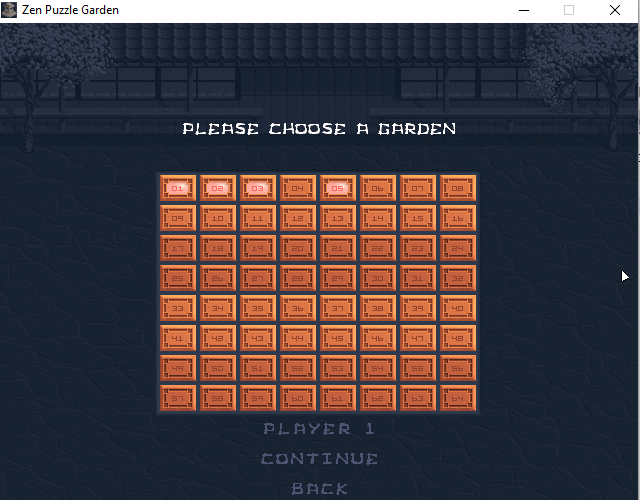 Zen Puzzle Garden
PLEASE CHOOSE A GARDEN
01 02 03 04 05 06 07 08
09 10 11 12 13 14 15 16
17 18 19 20 21 22 23 24
25 26 27 28 29 30 31 32
33 34 35 36 37 38 39 40
41 42 43 44 45 46 47 48
49 50 51 52 53 54 55 56
57 58 59 60 61 62 63 64
PLAYER 1
CONTINUE
BACK